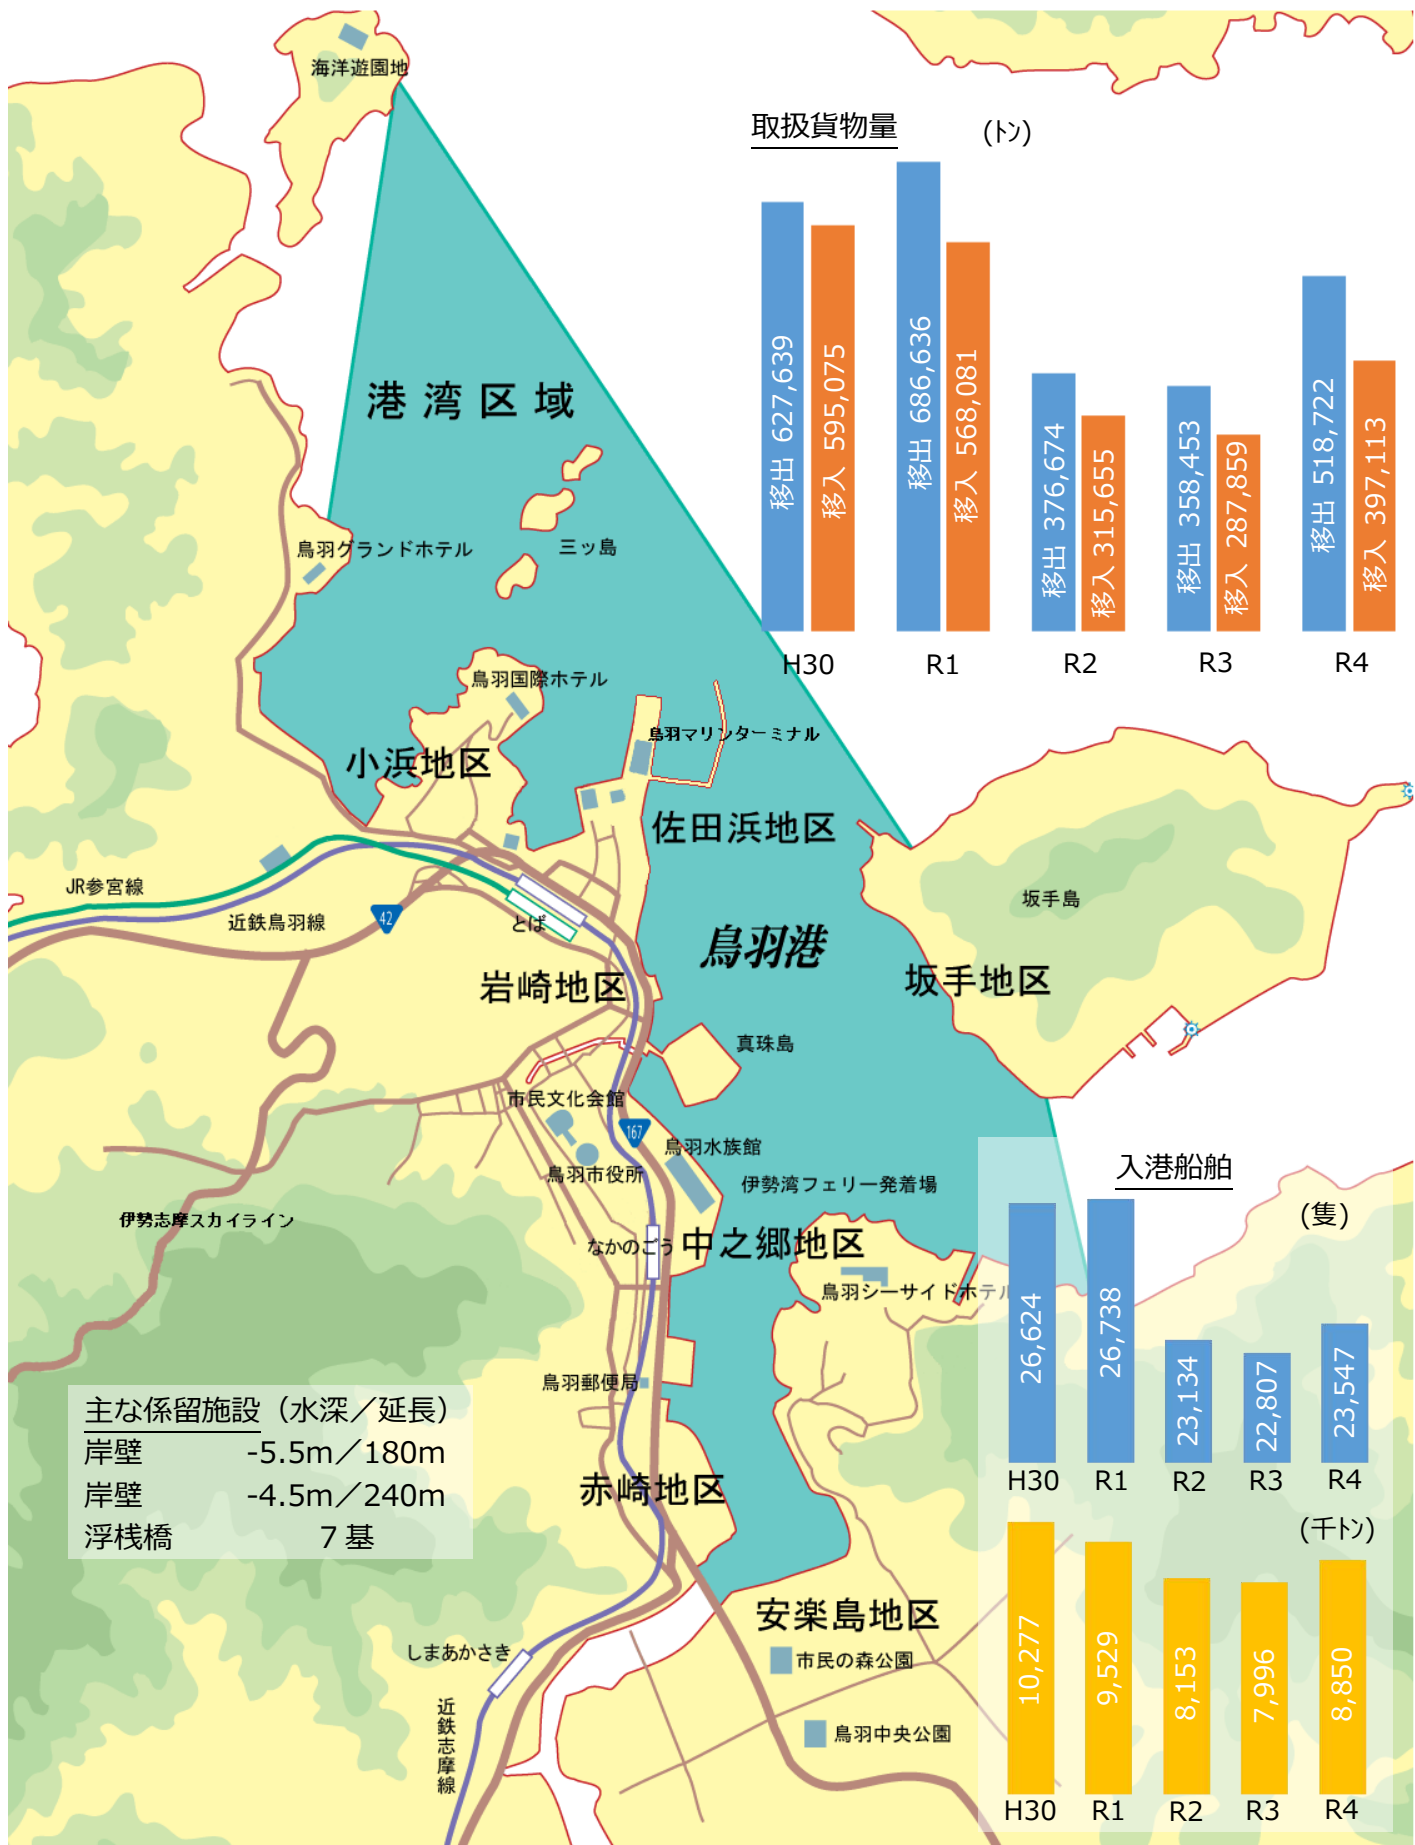 海洋遊園地
取扱貨物量 (トン)
移出 627,639
移入 595,075
移出 686,636
移入 568,081
移出 376,674
移入 315,655
移出 358,453
移入 287,859
移出 518,722
移入 397,113
H30 R1 R2 R3 R4
港湾区域
鳥羽グランドホテル
三ッ島
鳥羽国際ホテル
鳥羽マリンターミナル
小浜地区
佐田浜地区
JR参宮線
近鉄鳥羽線
42
とば
坂手島
鳥羽港
岩崎地区
坂手地区
真珠島
市民文化会館
167
鳥羽水族館
鳥羽市役所
伊勢湾フェリー発着場
伊勢志摩スカイライン
なかのごう
中之郷地区
鳥羽シーサイドホテル
鳥羽郵便局
入港船舶
(隻)
26,624
26,738
23,134
22,807
23,547
H30 R1 R2 R3 R4
(千トン)
10,277
9,529
8,153
7,996
8,850
H30 R1 R2 R3 R4
主な係留施設（水深／延長）
岸壁 -5.5m／180m
岸壁 -4.5m／240m
浮桟橋 7基
赤崎地区
安楽島地区
しまあかさき
市民の森公園
近鉄志摩線
鳥羽中央公園